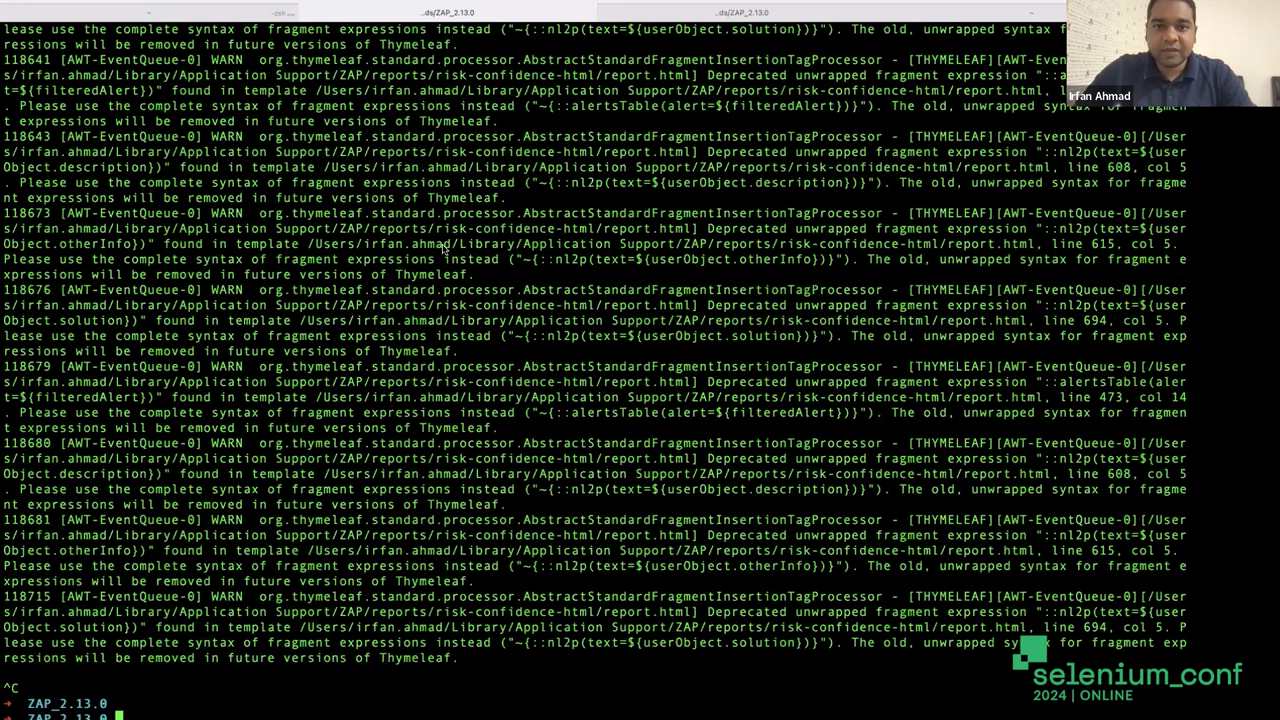 ~
-zsh ...
..ds/ZAP_2.13.0
..ds/ZAP_2.13.0
~
lease use the complete syntax of fragment expressions instead ("~{::nl2p(text=${userObject.solution})}"). The old, unwrapped syntax f
ressions will be removed in future versions of Thymeleaf.
118641 [AWT-EventQueue-0] WARN  org.thymeleaf.standard.processor.AbstractStandardFragmentInsertionTagProcessor - [THYMELEAF][AWT-Even
s/irfan.ahmad/Library/Application Support/ZAP/reports/risk-confidence-html/report.html] Deprecated unwrapped fragment expression "::a
t=${filteredAlert})" found in template /Users/irfan.ahmad/Library/Application Support/ZAP/reports/risk-confidence-html/report.html, l
. Please use the complete syntax of fragment expressions instead ("~{::alertsTable(alert=${filteredAlert})}"). The old, unwrapped syntax for fragmen
t expressions will be removed in future versions of Thymeleaf.
118643 [AWT-EventQueue-0] WARN  org.thymeleaf.standard.processor.AbstractStandardFragmentInsertionTagProcessor - [THYMELEAF][AWT-EventQueue-0][/User
s/irfan.ahmad/Library/Application Support/ZAP/reports/risk-confidence-html/report.html] Deprecated unwrapped fragment expression "::nl2p(text=${user
Object.description})" found in template /Users/irfan.ahmad/Library/Application Support/ZAP/reports/risk-confidence-html/report.html, line 608, col 5
. Please use the complete syntax of fragment expressions instead ("~{::nl2p(text=${userObject.description})}"). The old, unwrapped syntax for fragme
nt expressions will be removed in future versions of Thymeleaf.
118673 [AWT-EventQueue-0] WARN  org.thymeleaf.standard.processor.AbstractStandardFragmentInsertionTagProcessor - [THYMELEAF][AWT-EventQueue-0][/User
s/irfan.ahmad/Library/Application Support/ZAP/reports/risk-confidence-html/report.html] Deprecated unwrapped fragment expression "::nl2p(text=${user
Object.otherInfo})" found in template /Users/irfan.ahmad/Library/Application Support/ZAP/reports/risk-confidence-html/report.html, line 615, col 5.
Please use the complete syntax of fragment expressions instead ("~{::nl2p(text=${userObject.otherInfo})}"). The old, unwrapped syntax for fragment e
xpressions will be removed in future versions of Thymeleaf.
118676 [AWT-EventQueue-0] WARN  org.thymeleaf.standard.processor.AbstractStandardFragmentInsertionTagProcessor - [THYMELEAF][AWT-EventQueue-0][/User
s/irfan.ahmad/Library/Application Support/ZAP/reports/risk-confidence-html/report.html] Deprecated unwrapped fragment expression "::nl2p(text=${user
Object.solution})" found in template /Users/irfan.ahmad/Library/Application Support/ZAP/reports/risk-confidence-html/report.html, line 694, col 5. P
lease use the complete syntax of fragment expressions instead ("~{::nl2p(text=${userObject.solution})}"). The old, unwrapped syntax for fragment exp
ressions will be removed in future versions of Thymeleaf.
118679 [AWT-EventQueue-0] WARN  org.thymeleaf.standard.processor.AbstractStandardFragmentInsertionTagProcessor - [THYMELEAF][AWT-EventQueue-0][/User
s/irfan.ahmad/Library/Application Support/ZAP/reports/risk-confidence-html/report.html] Deprecated unwrapped fragment expression "::alertsTable(aler
t=${filteredAlert})" found in template /Users/irfan.ahmad/Library/Application Support/ZAP/reports/risk-confidence-html/report.html, line 473, col 14
. Please use the complete syntax of fragment expressions instead ("~{::alertsTable(alert=${filteredAlert})}"). The old, unwrapped syntax for fragmen
t expressions will be removed in future versions of Thymeleaf.
118680 [AWT-EventQueue-0] WARN  org.thymeleaf.standard.processor.AbstractStandardFragmentInsertionTagProcessor - [THYMELEAF][AWT-EventQueue-0][/User
s/irfan.ahmad/Library/Application Support/ZAP/reports/risk-confidence-html/report.html] Deprecated unwrapped fragment expression "::nl2p(text=${user
Object.description})" found in template /Users/irfan.ahmad/Library/Application Support/ZAP/reports/risk-confidence-html/report.html, line 608, col 5
. Please use the complete syntax of fragment expressions instead ("~{::nl2p(text=${userObject.description})}"). The old, unwrapped syntax for fragme
nt expressions will be removed in future versions of Thymeleaf.
118681 [AWT-EventQueue-0] WARN  org.thymeleaf.standard.processor.AbstractStandardFragmentInsertionTagProcessor - [THYMELEAF][AWT-EventQueue-0][/User
s/irfan.ahmad/Library/Application Support/ZAP/reports/risk-confidence-html/report.html] Deprecated unwrapped fragment expression "::nl2p(text=${user
Object.otherInfo})" found in template /Users/irfan.ahmad/Library/Application Support/ZAP/reports/risk-confidence-html/report.html, line 615, col 5.
Please use the complete syntax of fragment expressions instead ("~{::nl2p(text=${userObject.otherInfo})}"). The old, unwrapped syntax for fragment e
xpressions will be removed in future versions of Thymeleaf.
118715 [AWT-EventQueue-0] WARN  org.thymeleaf.standard.processor.AbstractStandardFragmentInsertionTagProcessor - [THYMELEAF][AWT-EventQueue-0][/User
s/irfan.ahmad/Library/Application Support/ZAP/reports/risk-confidence-html/report.html] Deprecated unwrapped fragment expression "::nl2p(text=${user
Object.solution})" found in template /Users/irfan.ahmad/Library/Application Support/ZAP/reports/risk-confidence-html/report.html, line 694, col 5. P
lease use the complete syntax of fragment expressions instead ("~{::nl2p(text=${userObject.solution})}"). The old, unwrapped sy x for fragment exp
ressions will be removed in future versions of Thymeleaf.
^C
➜  ZAP_2.13.0
➜  ZAP_2.13.0
Irfan Ahmad
selenium_conf
2024 | ONLINE